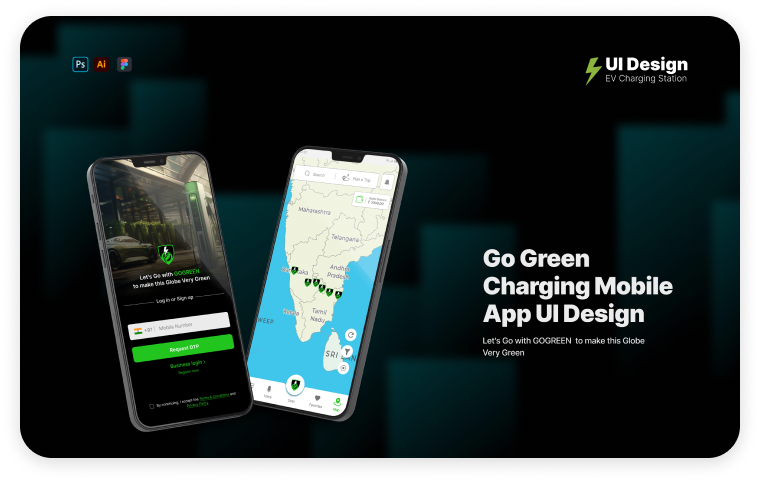 Ps Ai
UI Design
EV Charging Station
Go Green
Charging Mobile
App UI Design
Let's Go with GOGREEN to make this Globe
Very Green
Let's Go with GOGREEN
to make this Globe Very Green
Log in or Sign up
+91 Mobile Number
Request OTP
Business login >
Register now
By continuing, I accept the Terms & Conditions and
Privacy Policy
Search
Plan a Trip
Maharashtra
Telangana
Andhra
Pradesh
Tamil
Nadu
SRI
Favorites
Map